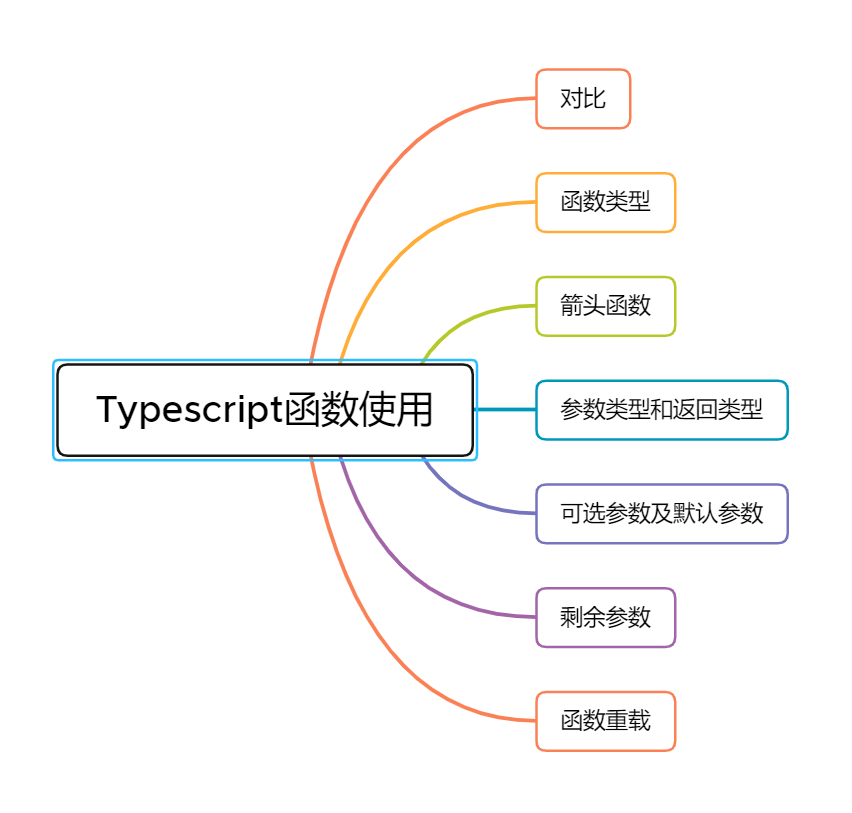 对比
函数类型
箭头函数
Typescript函数使用
参数类型和返回类型
可选参数及默认参数
剩余参数
函数重载